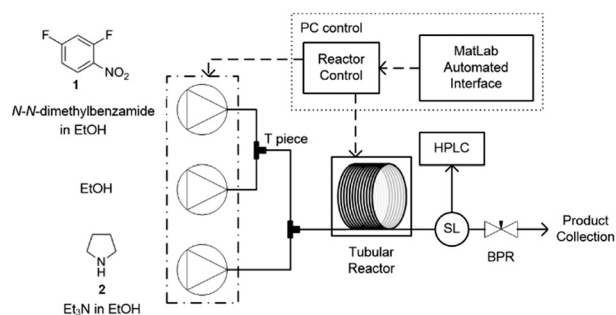 F
F
NO₂
1
N-N-dimethylbenzamide
in EtOH
EtOH
N
H
2
Et₃N in EtOH
T piece
PC control
Reactor
Control
MatLab
Automated
Interface
Tubular
Reactor
HPLC
SL
BPR
Product
Collection